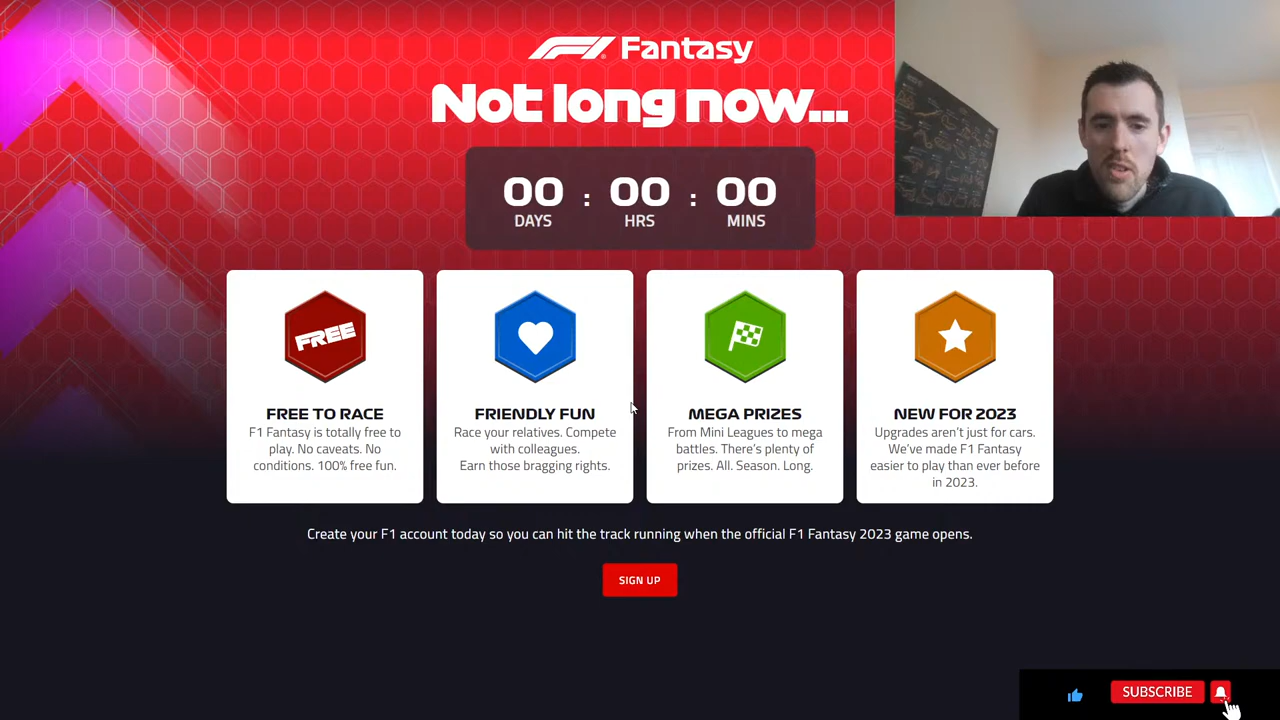 F1 Fantasy
Not long now...
00 : 00 : 00
DAYS HRS MINS
FREE
FREE TO RACE
F1 Fantasy is totally free to
play. No caveats. No
conditions. 100% free fun.
FRIENDLY FUN
Race your relatives. Compete
with colleagues.
Earn those bragging rights.
MEGA PRIZES
From Mini Leagues to mega
battles. There's plenty of
prizes. All. Season. Long.
NEW FOR 2023
Upgrades aren't just for cars.
We've made F1 Fantasy
easier to play than ever before
in 2023.
Create your F1 account today so you can hit the track running when the official F1 Fantasy 2023 game opens.
SIGN UP
SUBSCRIBE